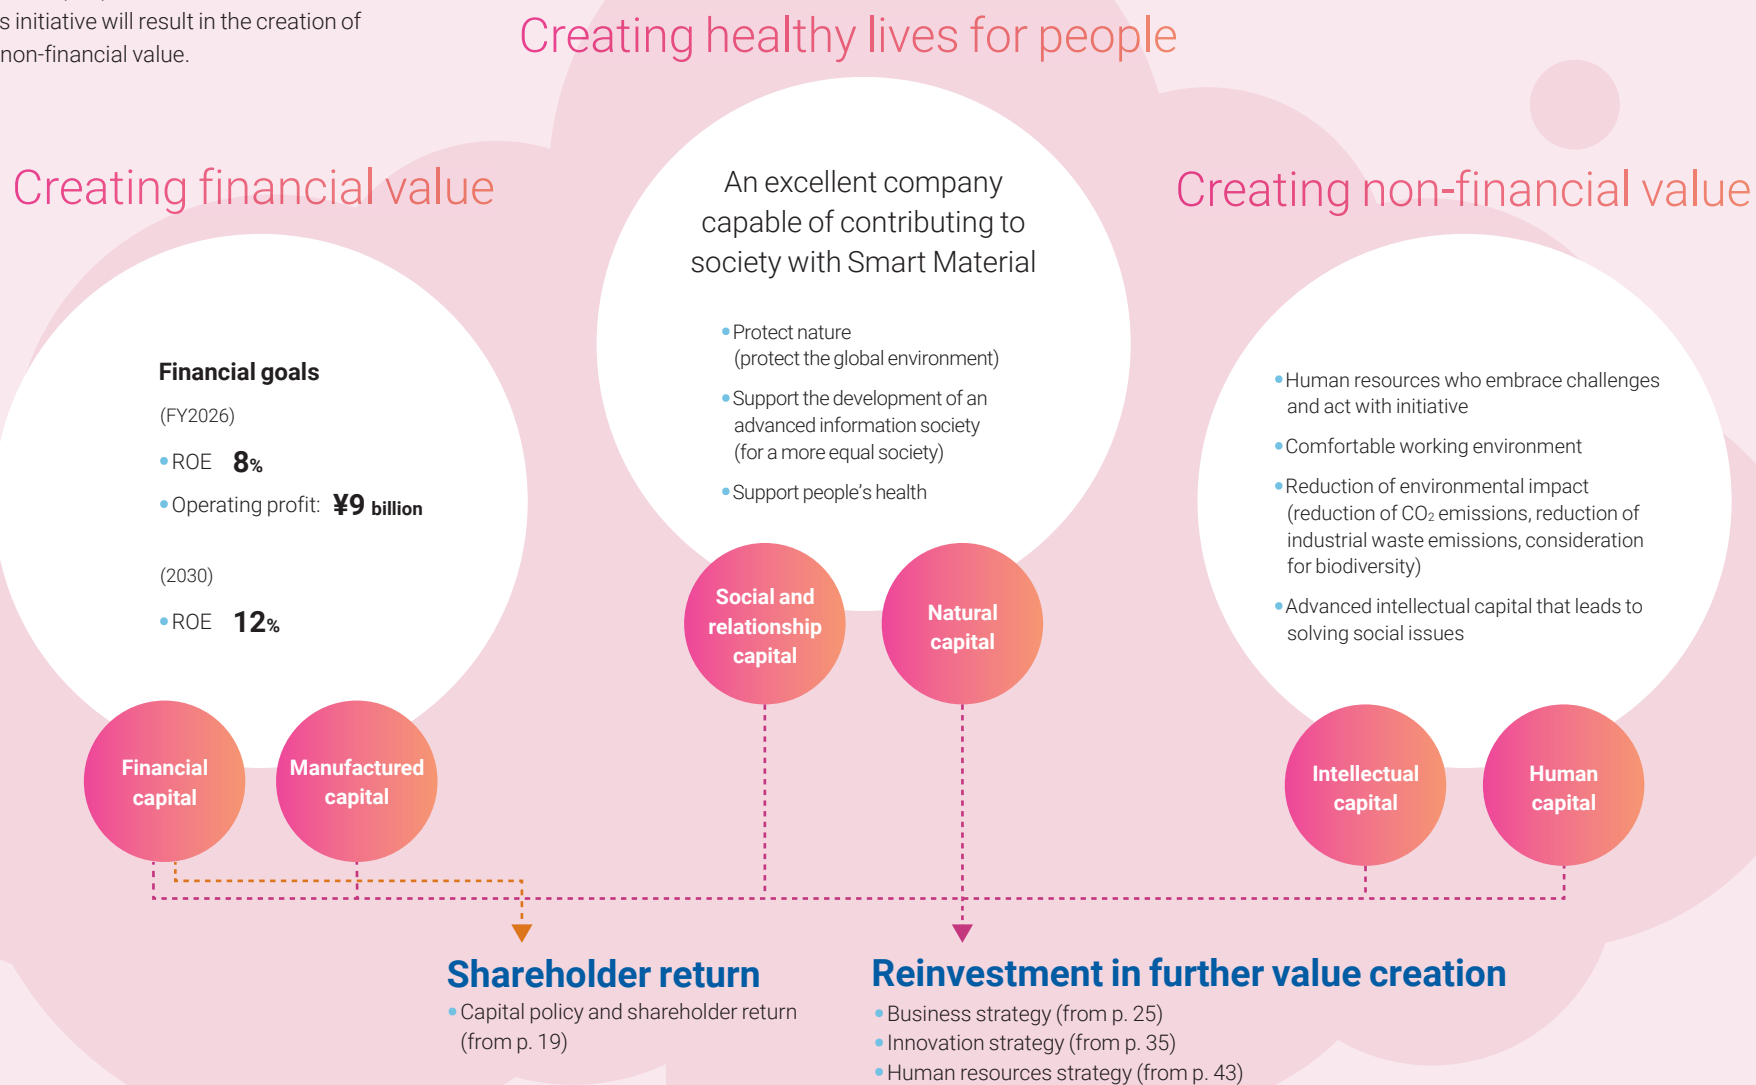 s initiative will result in the creation of
non-financial value.
Creating healthy lives for people
Creating financial value
Creating non-financial value
An excellent company
capable of contributing to
society with Smart Material
•Protect nature
(protect the global environment)
•Support the development of an
advanced information society
(for a more equal society)
•Support people's health
Financial goals
(FY2026)
•ROE 8%
•Operating profit: ¥9 billion
(2030)
•ROE 12%
•Human resources who embrace challenges
and act with initiative
•Comfortable working environment
•Reduction of environmental impact
(reduction of CO₂ emissions, reduction of
industrial waste emissions, consideration
for biodiversity)
•Advanced intellectual capital that leads to
solving social issues
Social and
relationship
capital
Natural
capital
Financial
capital
Manufactured
capital
Intellectual
capital
Human
capital
Shareholder return
•Capital policy and shareholder return
(from p. 19)
Reinvestment in further value creation
•Business strategy (from p. 25)
•Innovation strategy (from p. 35)
•Human resources strategy (from p. 43)